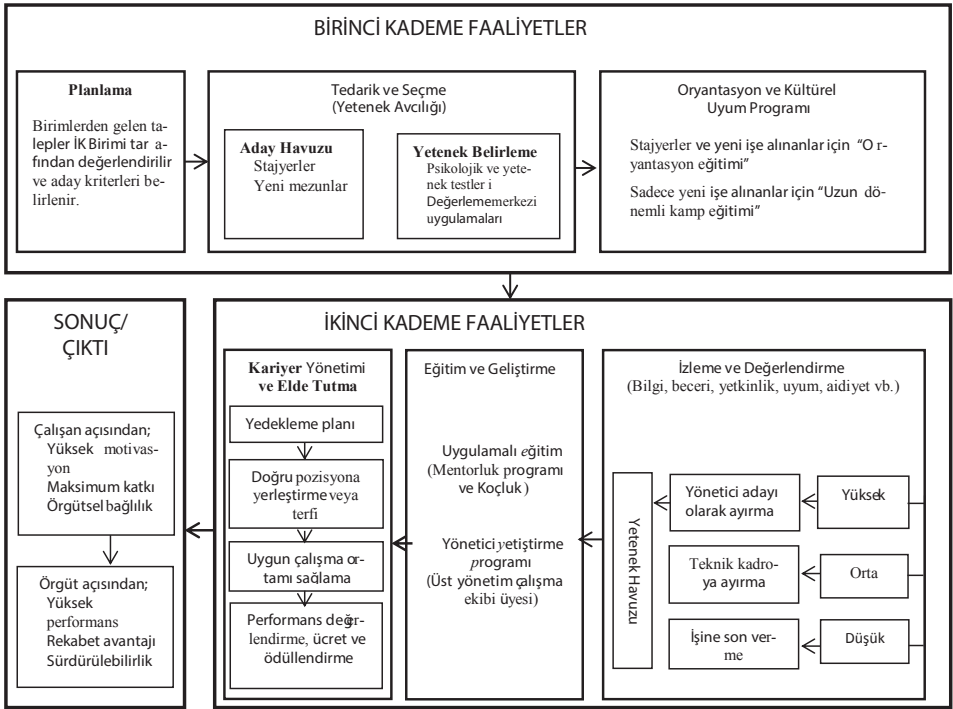 BİRİNCİ KADEME FAALİYETLER
Planlama
Birimlerden gelen ta-
lepler İK Birimi tar a-
fından değerlendirilir
ve aday kriterleri be-
lirlenir.
Tedarik ve Seçme
(Yetenek Avcılığı)
Aday Havuzu
Stajyerler
Yeni mezunlar
Yetenek Belirleme
Psikolojik ve yete-
nek testler i
Değerlememerkezi
uygulamaları
Oryantasyon ve Kültürel
Uyum Programı
Stajyerler ve yeni işe alınanlar için “O r-
yantasyon eğitimi”
Sadece yeni işe alınanlar için “Uzun dö-
nemli kamp eğitimi”
SONUÇ/
ÇIKTI
Çalışan açısından;
Yüksek motivas-
yon
Maksimum katkı
Örgütsel bağlılık
Örgüt açısından;
Yüksek
performans
Rekabet avantajı
Sürdürülebilirlik
İKİNCİ KADEME FAALİYETLER
Kariyer Yönetimi
ve Elde Tutma
Yedekleme planı
Doğru pozisyona
yerleştirme veya
terfi
Uygun çalışma or-
tamı sağlama
Performans değer-
lendirme, ücret ve
ödüllendirme
Eğitim ve Geliştirme
Uygulamalı eğitim
(Mentorluk programı
ve Koçluk )
Yönetici yetiştirme
programı
(Üst yönetim çalışma
ekibi üyesi)
İzleme ve Değerlendirme
(Bilgi, beceri, yetkinlik, uyum, aidiyet vb.)
Yetenek Havuzu
Yönetici adayı
olarak ayırma
Yüksek
Teknik kadro-
ya ayırma
Orta
İşine son ver-
me
Düşük